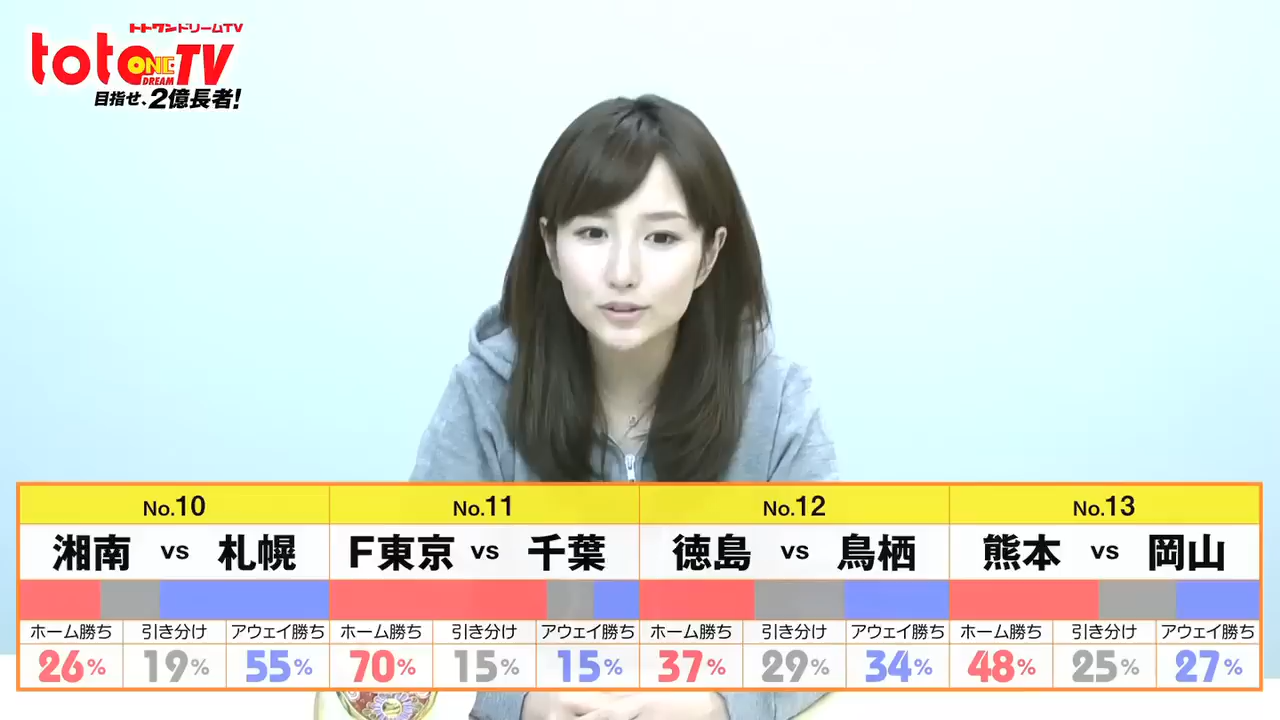 トトワンドリームTV
toto ONE DREAM TV
目指せ、2億長者!
No.10 No.11 No.12 No.13
湘南 vs 札幌 F東京 vs 千葉 徳島 vs 鳥栖 熊本 vs 岡山
ホーム勝ち 引き分け アウェイ勝ち ホーム勝ち 引き分け アウェイ勝ち ホーム勝ち 引き分け アウェイ勝ち ホーム勝ち 引き分け アウェイ勝ち
26% 19% 55% 70% 15% 15% 37% 29% 34% 48% 25% 27%